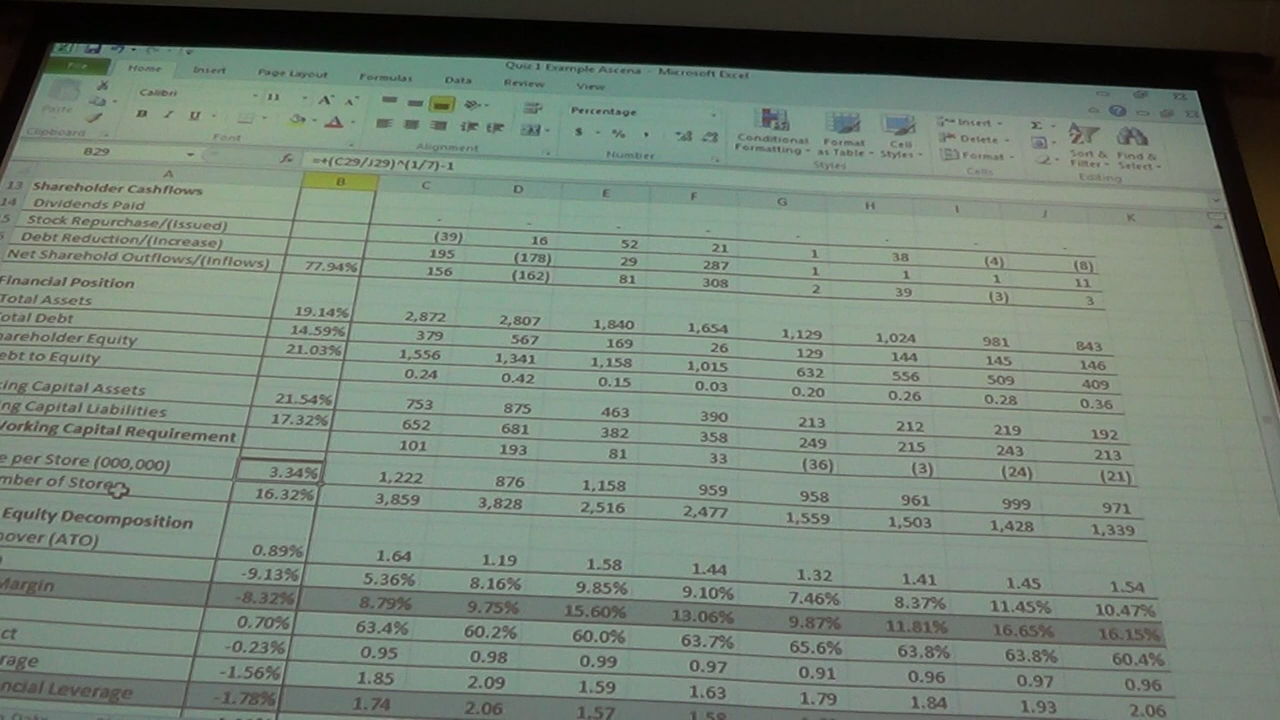 Quiz 1 Example Ascena - Microsoft Excel
File Home Insert Page Layout Formulas Data Review View
Calibri 11 Percentage Insert
Paste B I U $ % , Conditional Formatting Format as Table Cell Styles Delete Format Sort & Filter Find & Select
Clipboard Font Alignment Number Styles Cells Editing
B29 fx =+(C29/J29)^(1/7)-1
A B C D E F G H I J K
13 Shareholder Cashflows
14 Dividends Paid - - - - - - - -
5 Stock Repurchase/(Issued) (39) 16 52 21 1 38 (4) (8)
6 Debt Reduction/(Increase) 195 (178) 29 287 1 1 1 11
Net Sharehold Outflows/(Inflows) 77.94% 156 (162) 81 308 2 39 (3) 3
Financial Position
Total Assets 19.14% 2,872 2,807 1,840 1,654 1,129 1,024 981 843
otal Debt 14.59% 379 567 169 26 129 144 145 146
hareholder Equity 21.03% 1,556 1,341 1,158 1,015 632 556 509 409
ebt to Equity 0.24 0.42 0.15 0.03 0.20 0.26 0.28 0.36
king Capital Assets 21.54% 753 875 463 390 213 212 219 192
ng Capital Liabilities 17.32% 652 681 382 358 249 215 243 213
Working Capital Requirement 101 193 81 33 (36) (3) (24) (21)
e per Store (000,000) 3.34% 1,222 876 1,158 959 958 961 999 971
mber of Stores 16.32% 3,859 3,828 2,516 2,477 1,559 1,503 1,428 1,339
Equity Decomposition
nover (ATO) 0.89% 1.64 1.19 1.58 1.44 1.32 1.41 1.45 1.54
-9.13% 5.36% 8.16% 9.85% 9.10% 7.46% 8.37% 11.45% 10.47%
Margin -8.32% 8.79% 9.75% 15.60% 13.06% 9.87% 11.81% 16.65% 16.15%
0.70% 63.4% 60.2% 60.0% 63.7% 65.6% 63.8% 63.8% 60.4%
ct -0.23% 0.95 0.98 0.99 0.97 0.91 0.96 0.97 0.96
rage -1.56% 1.85 2.09 1.59 1.63 1.79 1.84 1.93 2.06
ncial Leverage -1.78% 1.74 2.06 1.57 1.58